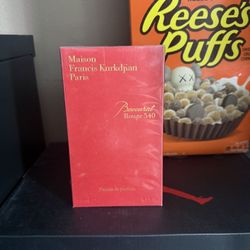 Maison
Francis Kurkdjian
Paris
Baccarat
Rouge 540
Extrait de parfum
REESE'S
PUFFS